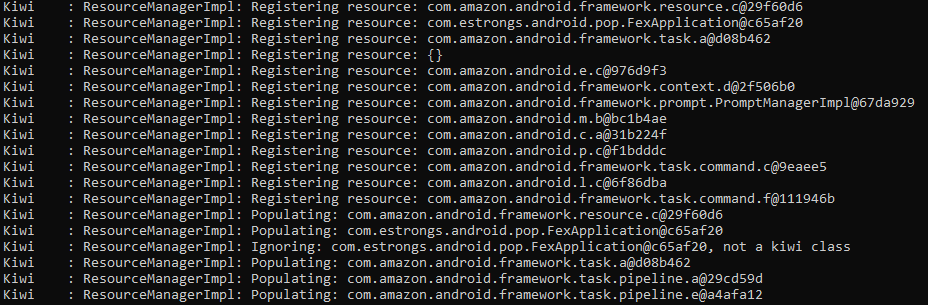 Kiwi    : ResourceManagerImpl: Registering resource: com.amazon.android.framework.resource.c@29f60d6
Kiwi    : ResourceManagerImpl: Registering resource: com.estrongs.android.pop.FexApplication@c65af20
Kiwi    : ResourceManagerImpl: Registering resource: com.amazon.android.framework.task.a@d08b462
Kiwi    : ResourceManagerImpl: Registering resource: {}
Kiwi    : ResourceManagerImpl: Registering resource: com.amazon.android.e.c@976d9f3
Kiwi    : ResourceManagerImpl: Registering resource: com.amazon.android.framework.context.d@2f506b0
Kiwi    : ResourceManagerImpl: Registering resource: com.amazon.android.framework.prompt.PromptManagerImpl@67da929
Kiwi    : ResourceManagerImpl: Registering resource: com.amazon.android.m.b@bc1b4ae
Kiwi    : ResourceManagerImpl: Registering resource: com.amazon.android.c.a@31b224f
Kiwi    : ResourceManagerImpl: Registering resource: com.amazon.android.p.c@f1bdddc
Kiwi    : ResourceManagerImpl: Registering resource: com.amazon.android.framework.task.command.c@9eaee5
Kiwi    : ResourceManagerImpl: Registering resource: com.amazon.android.l.c@6f86dba
Kiwi    : ResourceManagerImpl: Registering resource: com.amazon.android.framework.task.command.f@111946b
Kiwi    : ResourceManagerImpl: Populating: com.amazon.android.framework.resource.c@29f60d6
Kiwi    : ResourceManagerImpl: Populating: com.estrongs.android.pop.FexApplication@c65af20
Kiwi    : ResourceManagerImpl: Ignoring: com.estrongs.android.pop.FexApplication@c65af20, not a kiwi class
Kiwi    : ResourceManagerImpl: Populating: com.amazon.android.framework.task.a@d08b462
Kiwi    : ResourceManagerImpl: Populating: com.amazon.android.framework.task.pipeline.a@29cd59d
Kiwi    : ResourceManagerImpl: Populating: com.amazon.android.framework.task.pipeline.e@a4afa12